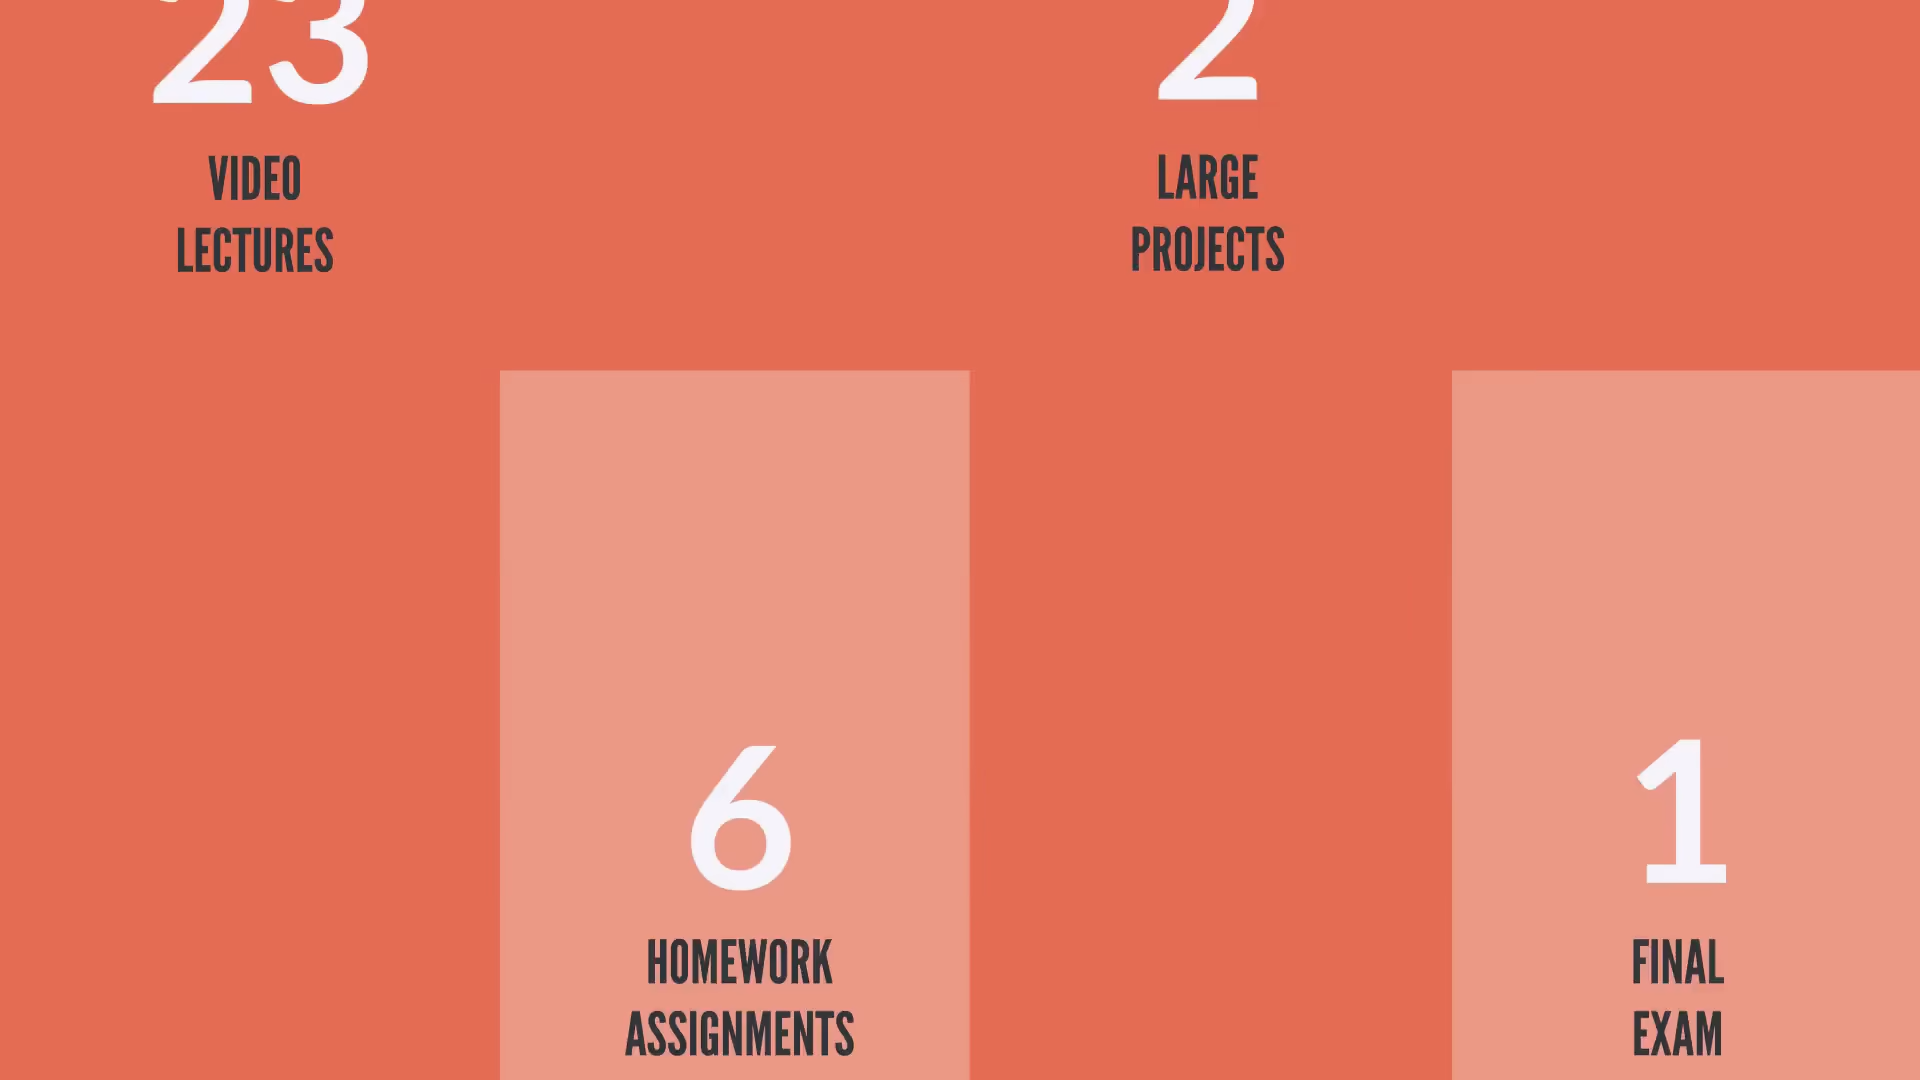 23
VIDEO
LECTURES
2
LARGE
PROJECTS
6
HOMEWORK
ASSIGNMENTS
1
FINAL
EXAM